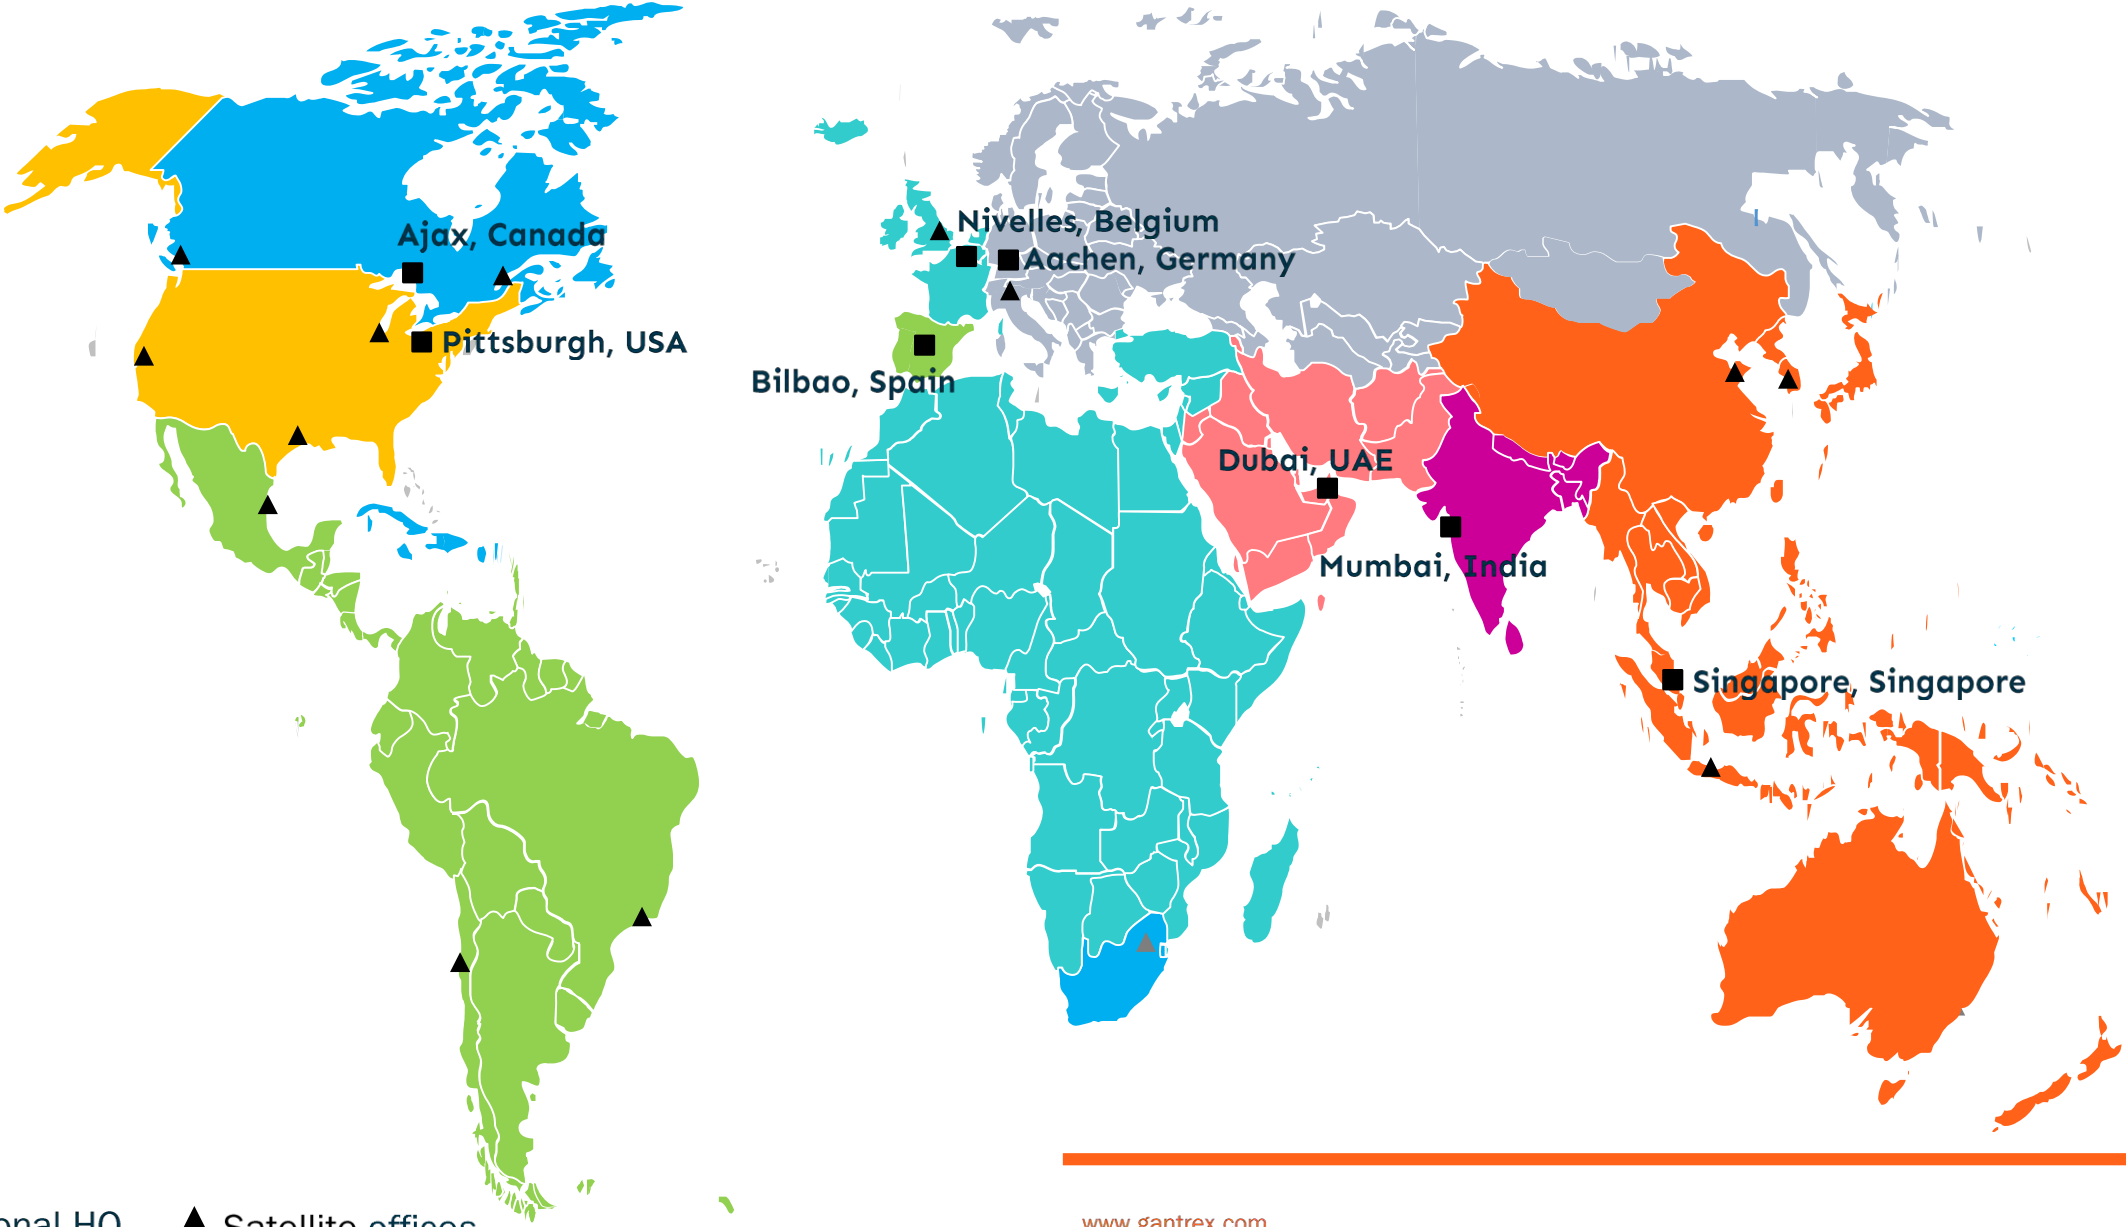 Ajax, Canada
Nivelles, Belgium
Aachen, Germany
Pittsburgh, USA
Bilbao, Spain
Dubai, UAE
Mumbai, India
Singapore, Singapore
HQ
Satellite offices
www.gantrex.com